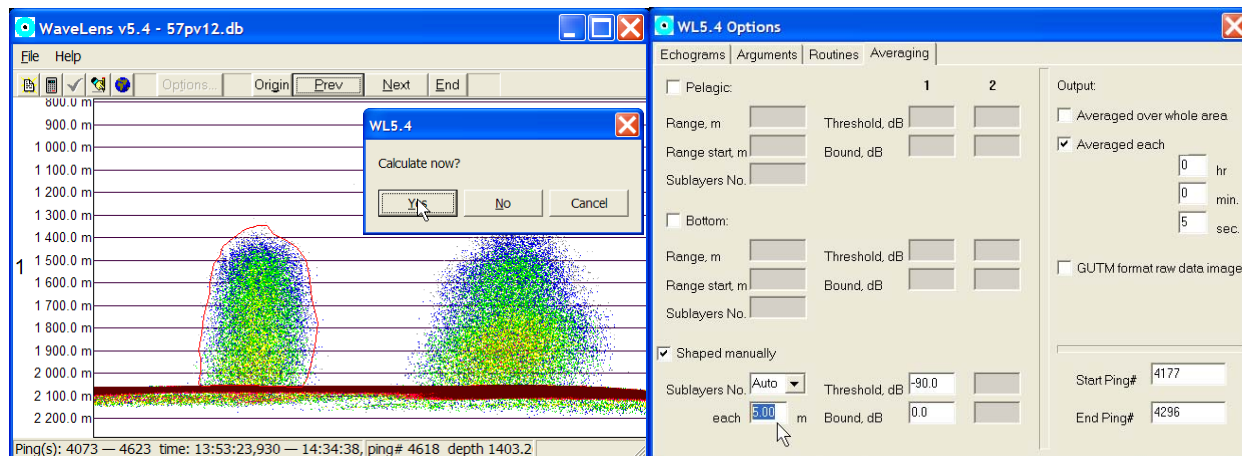 WaveLens v5.4 - 57pv12.db
File Help
Options... Origin Prev Next End
800.0 m
900.0 m
1 000.0 m
1 100.0 m
1 200.0 m
1 300.0 m
1 400.0 m
1 500.0 m
1 600.0 m
1 700.0 m
1 800.0 m
1 900.0 m
2 000.0 m
2 100.0 m
2 200.0 m
1
WL5.4
Calculate now?
Yes No Cancel
Ping(s): 4073 — 4623 time: 13:53:23,930 — 14:34:38, ping# 4618 depth 1403.2
WL5.4 Options
Echograms Arguments Routines Averaging
Pelagic: 1 2
Range, m Threshold, dB
Range start, m Bound, dB
Sublayers No.
Bottom:
Range, m Threshold, dB
Range start, m Bound, dB
Sublayers No.
Shaped manually
Sublayers No. Auto Threshold, dB -90.0
each 5.00 m Bound, dB 0.0
Output:
Averaged over whole area
Averaged each
0 hr
0 min.
5 sec.
GUTM format raw data image
Start Ping# 4177
End Ping# 4296